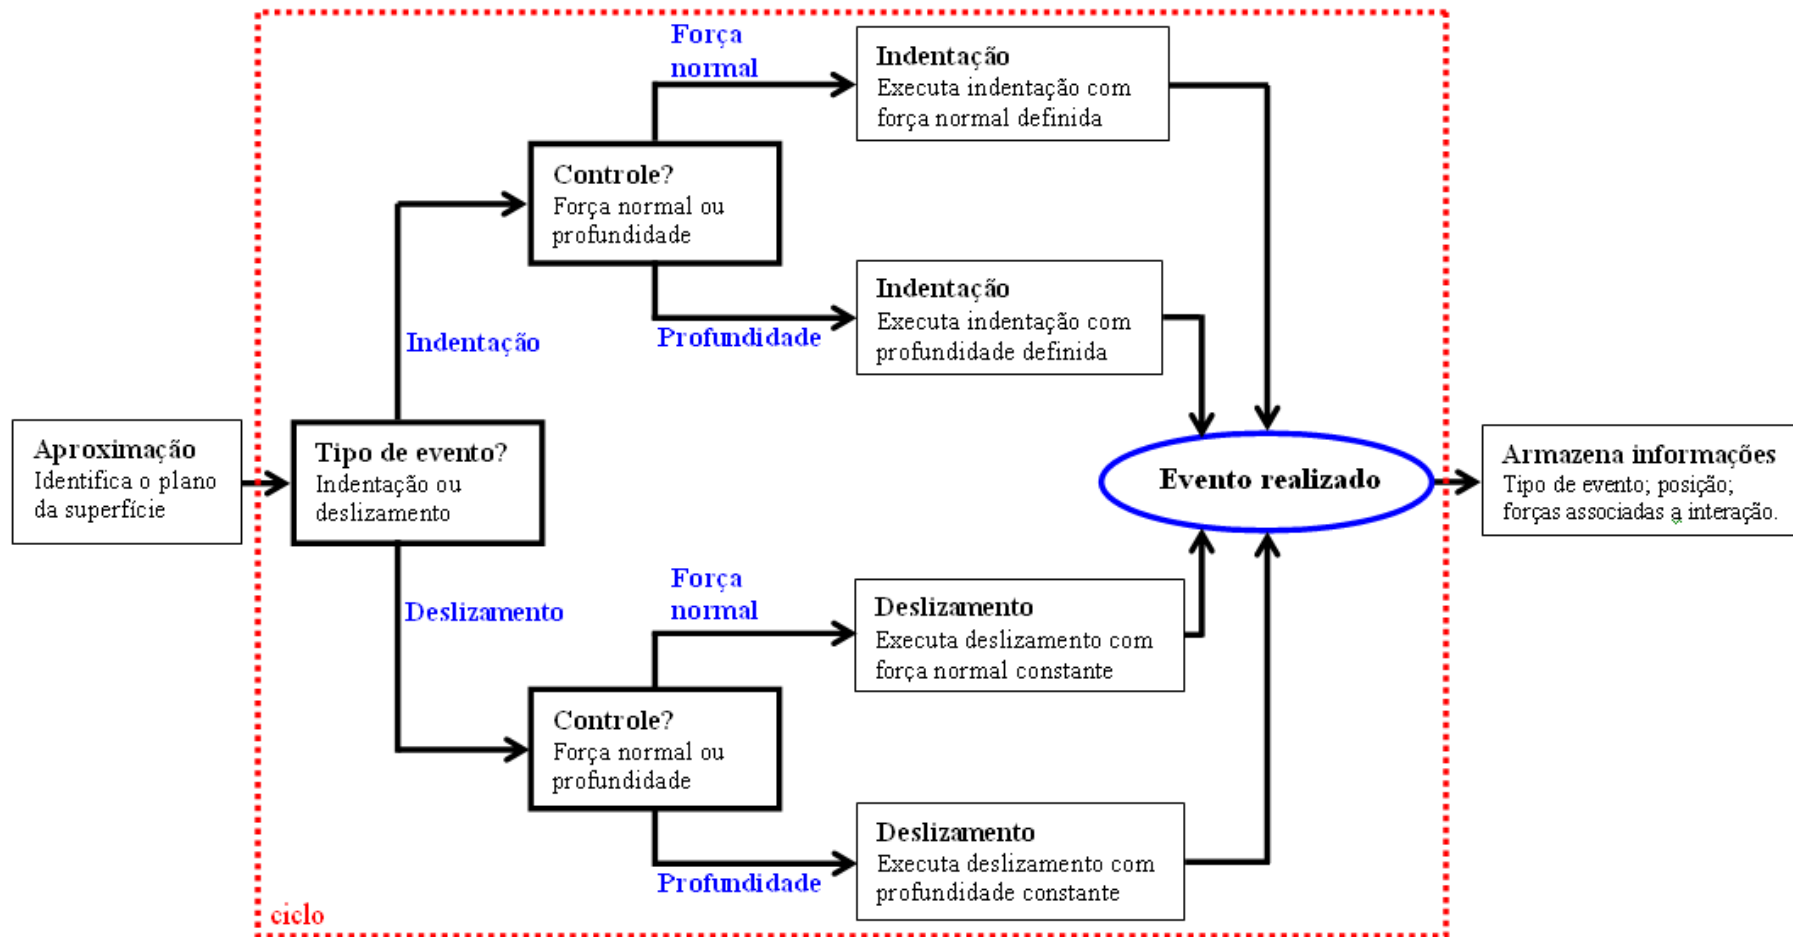 Aproximação
Identifica o plano
da superfície
Tipo de evento?
Indentação ou
deslizamento
Indentação
Deslizamento
Controle?
Força normal ou
profundidade
Força
normal
Profundidade
Indentação
Executa indentação com
força normal definida
Indentação
Executa indentação com
profundidade definida
Controle?
Força normal ou
profundidade
Força
normal
Profundidade
Deslizamento
Executa deslizamento com
força normal constante
Deslizamento
Executa deslizamento com
profundidade constante
Evento realizado
Armazena informações
Tipo de evento; posição;
forças associadas a interação.
ciclo